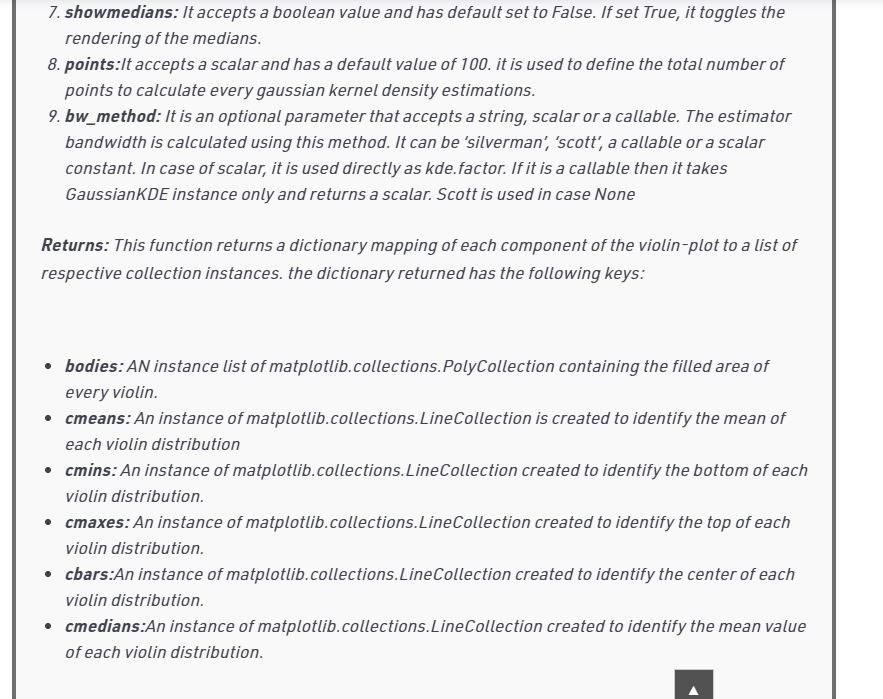 7. showmedians: It accepts a boolean value and has default set to False. If set True, it toggles the
rendering of the medians.
8. points:It accepts a scalar and has a default value of 100. it is used to define the total number of
points to calculate every gaussian kernel density estimations.
9. bw_method: It is an optional parameter that accepts a string, scalar or a callable. The estimator
bandwidth is calculated using this method. It can be ‘silverman’, ‘scott’, a callable or a scalar
constant. In case of scalar, it is used directly as kde.factor. If it is a callable then it takes
GaussianKDE instance only and returns a scalar. Scott is used in case None
Returns: This function returns a dictionary mapping of each component of the violin-plot to a list of
respective collection instances. the dictionary returned has the following keys:
• bodies: AN instance list of matplotlib.collections.PolyCollection containing the filled area of
every violin.
• cmeans: An instance of matplotlib.collections.LineCollection is created to identify the mean of
each violin distribution
• cmins: An instance of matplotlib.collections.LineCollection created to identify the bottom of each
violin distribution.
• cmaxes: An instance of matplotlib.collections.LineCollection created to identify the top of each
violin distribution.
• cbars:An instance of matplotlib.collections.LineCollection created to identify the center of each
violin distribution.
• cmedians:An instance of matplotlib.collections.LineCollection created to identify the mean value
of each violin distribution.